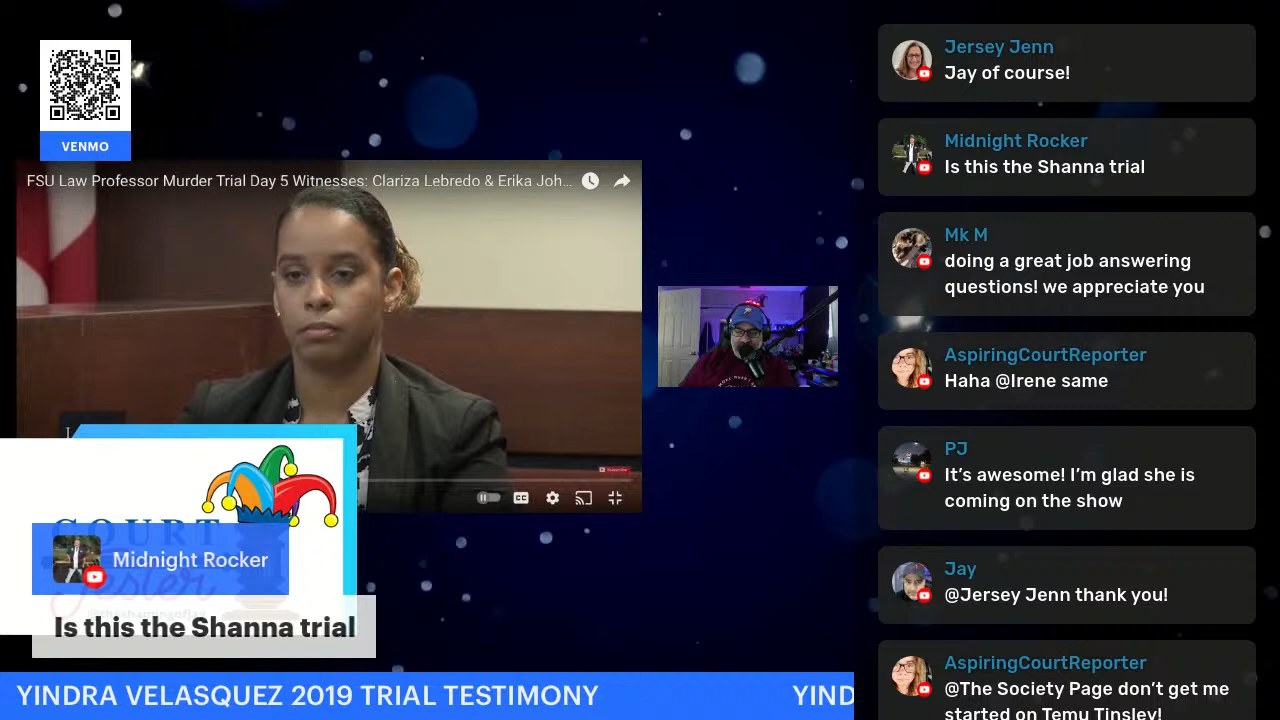 VENMO
FSU Law Professor Murder Trial Day 5 Witnesses: Clariza Lebredo & Erika Joh...
COURT
Jester
Midnight Rocker
Is this the Shanna trial
YINDRA VELASQUEZ 2019 TRIAL TESTIMONY
YIND
Jersey Jenn
Jay of course!
Midnight Rocker
Is this the Shanna trial
Mk M
doing a great job answering
questions! we appreciate you
AspiringCourtReporter
Haha @Irene same
PJ
It’s awesome! I’m glad she is
coming on the show
Jay
@Jersey Jenn thank you!
AspiringCourtReporter
@The Society Page don’t get me
started on Temu Tinsley!